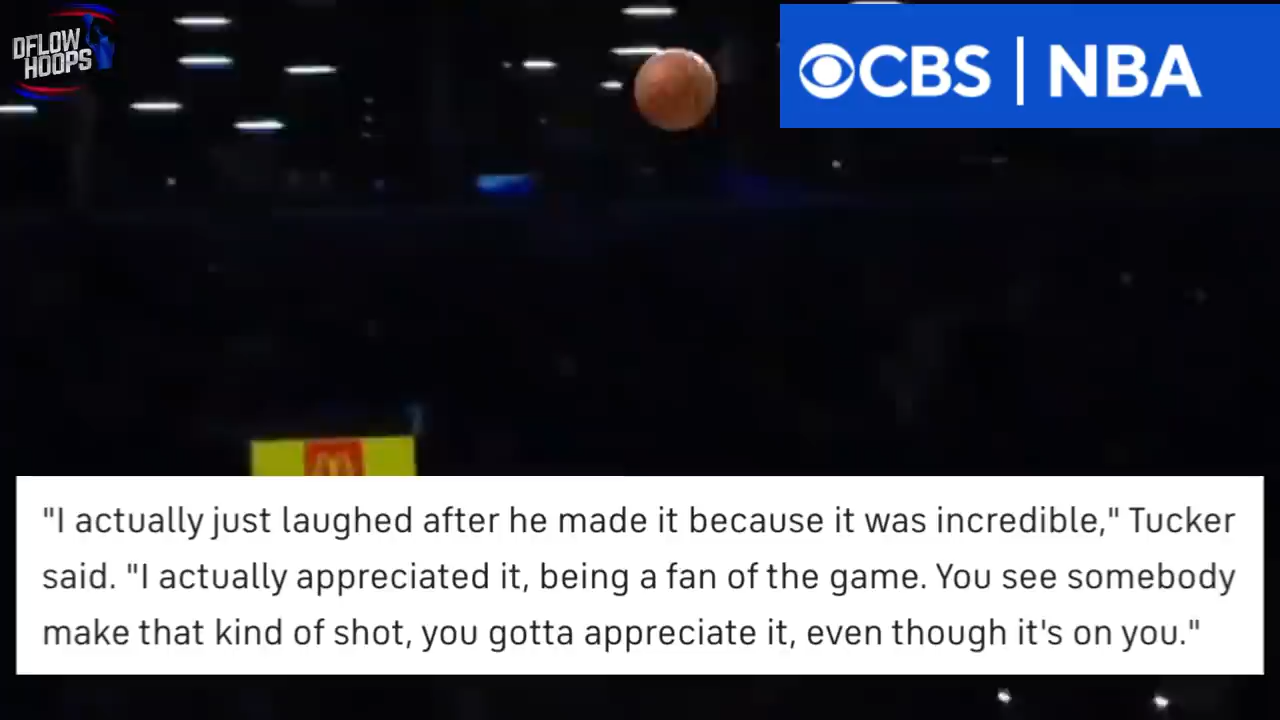 DFLOW
HOOPS
CBS | NBA
"I actually just laughed after he made it because it was incredible," Tucker
said. "I actually appreciated it, being a fan of the game. You see somebody
make that kind of shot, you gotta appreciate it, even though it's on you."